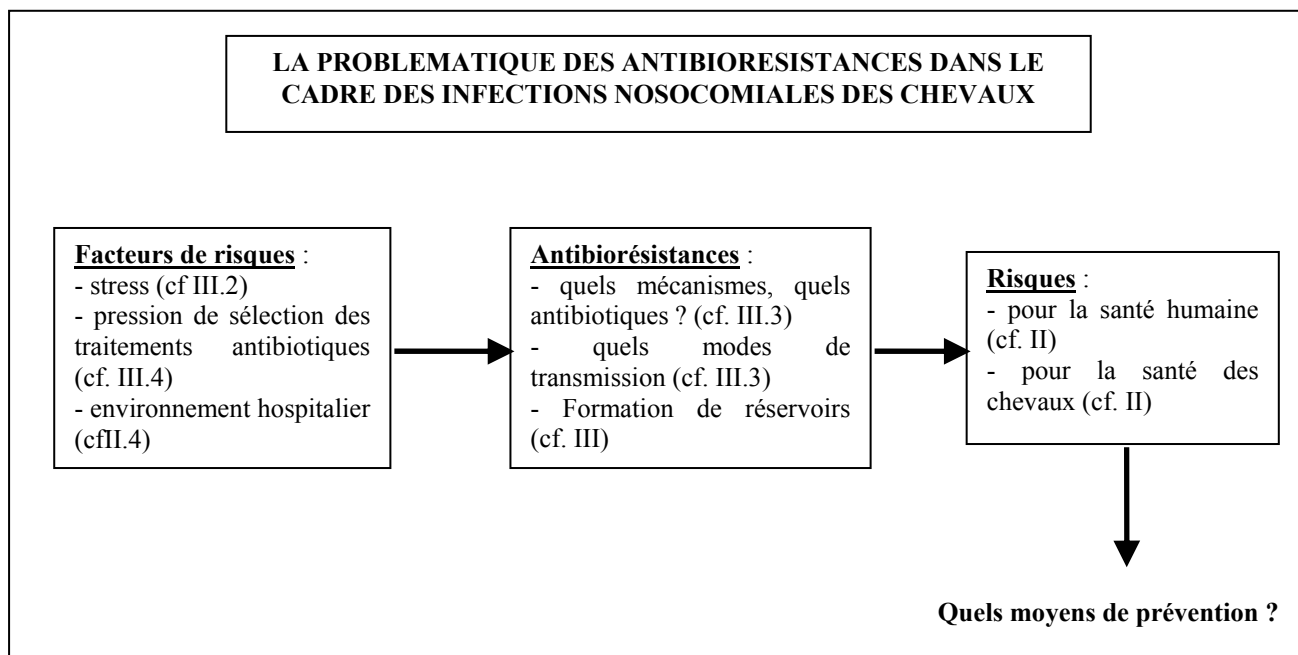 LA PROBLEMATIQUE DES ANTIBIORESISTANCES DANS LE
CADRE DES INFECTIONS NOSOCOMIALES DES CHEVAUX
Facteurs de risques :
- stress (cf III.2)
- pression de sélection des
traitements antibiotiques
(cf. III.4)
- environnement hospitalier
(cfII.4)
Antibiorésistances :
- quels mécanismes, quels
antibiotiques ? (cf. III.3)
- quels modes de
transmission (cf. III.3)
- Formation de réservoirs
(cf. III)
Risques :
- pour la santé humaine
(cf. II)
- pour la santé des
chevaux (cf. II)
Quels moyens de prévention ?